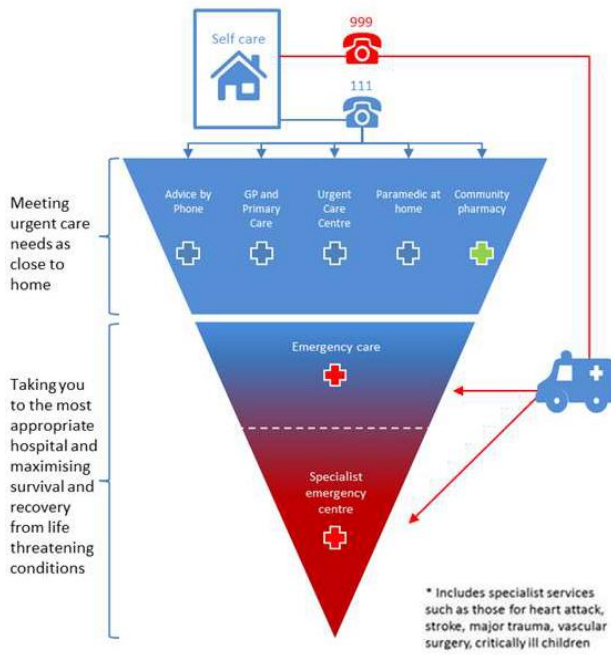 Self care
999
111
Meeting
urgent care
needs as
close to
home
Advice by
Phone
GP and
Primary
Care
Urgent
Care
Centre
Paramedic at
home
Community
pharmacy
Taking you
to the most
appropriate
hospital and
maximising
survival and
recovery
from life
threatening
conditions
Emergency care
Specialist
emergency
centre
* Includes specialist services
such as those for heart attack,
stroke, major trauma, vascular
surgery, critically ill children